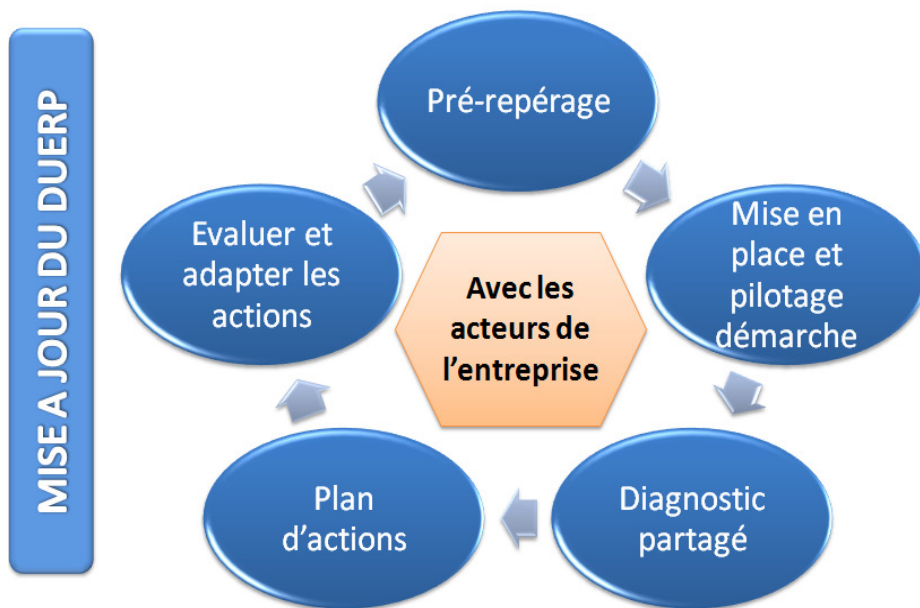 MISE A JOUR DU DUERP
Pré-repérage
Mise en
place et
pilotage
démarche
Diagnostic
partagé
Plan
d’actions
Evaluer et
adapter les
actions
Avec les
acteurs de
l’entreprise